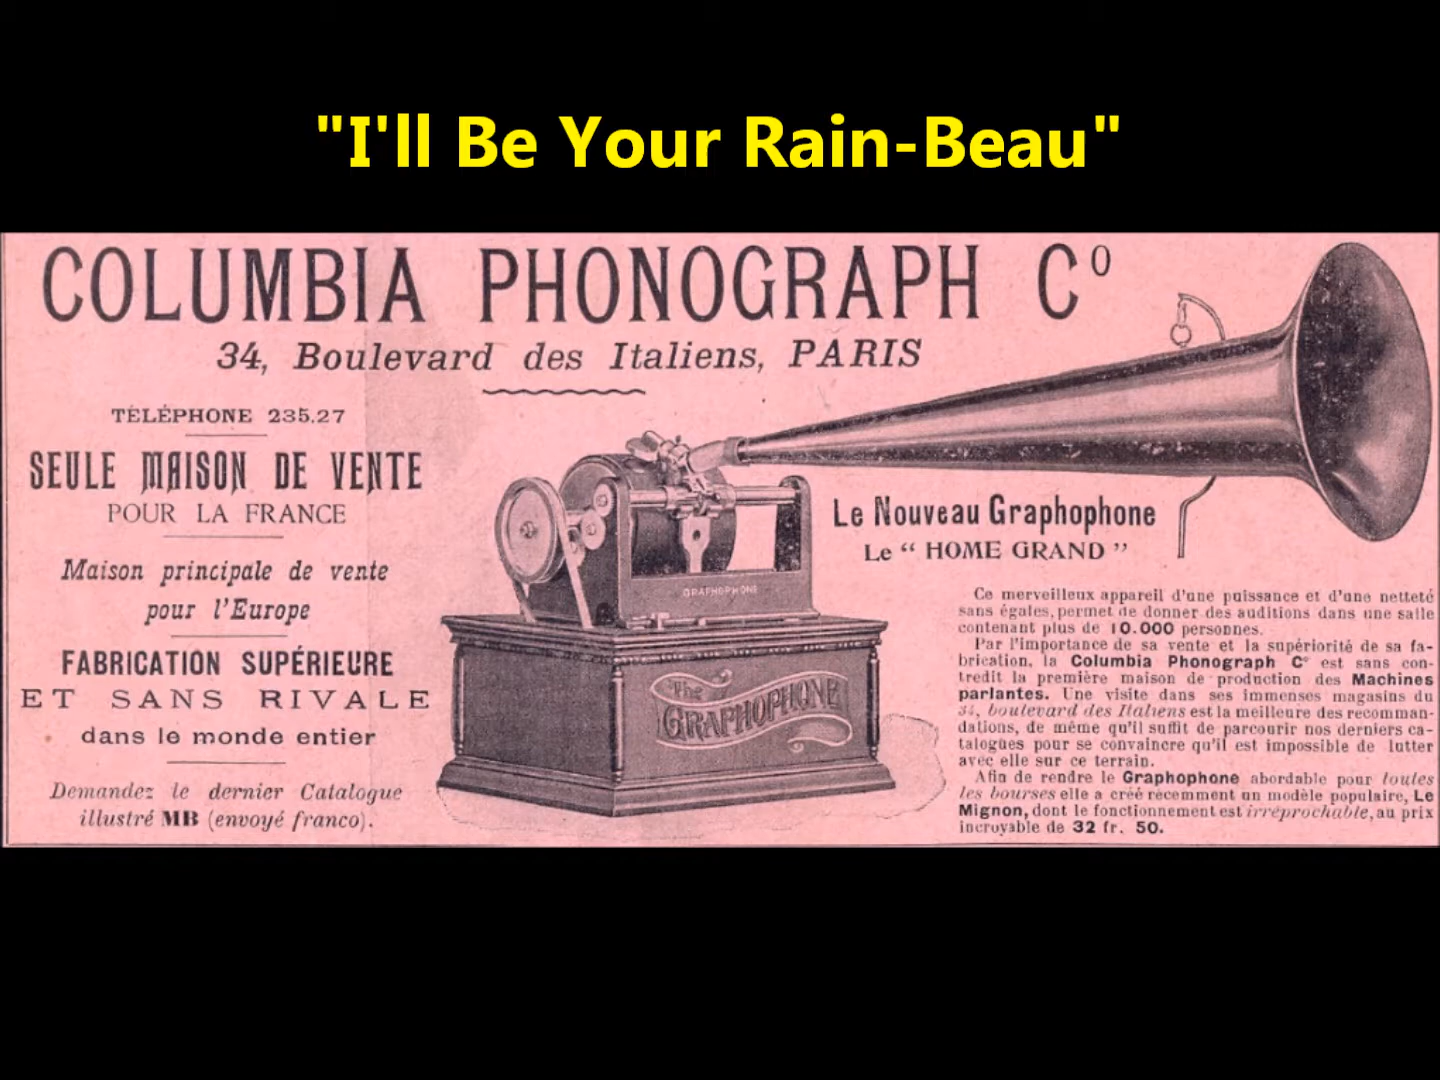 "I'll Be Your Rain-Beau"
COLUMBIA PHONOGRAPH Cº
34, Boulevard des Italiens, PARIS
TÉLÉPHONE 235.27
SEULE MAISON DE VENTE
POUR LA FRANCE
Maison principale de vente
pour l'Europe
FABRICATION SUPÉRIEURE
ET SANS RIVALE
dans le monde entier
Demandez le dernier Catalogue
illustré MB (envoyé franco).
GRAPHOPHONE
The
GRAPHOPHONE
Le Nouveau Graphophone
Le “ HOME GRAND ”
Ce merveilleux appareil d'une puissance et d'une netteté
sans égales, permet de donner des auditions dans une salle
contenant plus de 10.000 personnes.
Par l'importance de sa vente et la supériorité de sa fa-
brication, la Columbia Phonograph Cº est sans con-
tredit la première maison de production des Machines
parlantes. Une visite dans ses immenses magasins du
34, boulevard des Italiens est la meilleure des recomman-
dations, de même qu'il suffit de parcourir nos derniers ca-
talogues pour se convaincre qu'il est impossible de lutter
avec elle sur ce terrain.
Afin de rendre le Graphophone abordable pour toutes
les bourses elle a créé récemment un modèle populaire, Le
Mignon, dont le fonctionnement est irréprochable, au prix
incroyable de 32 fr. 50.